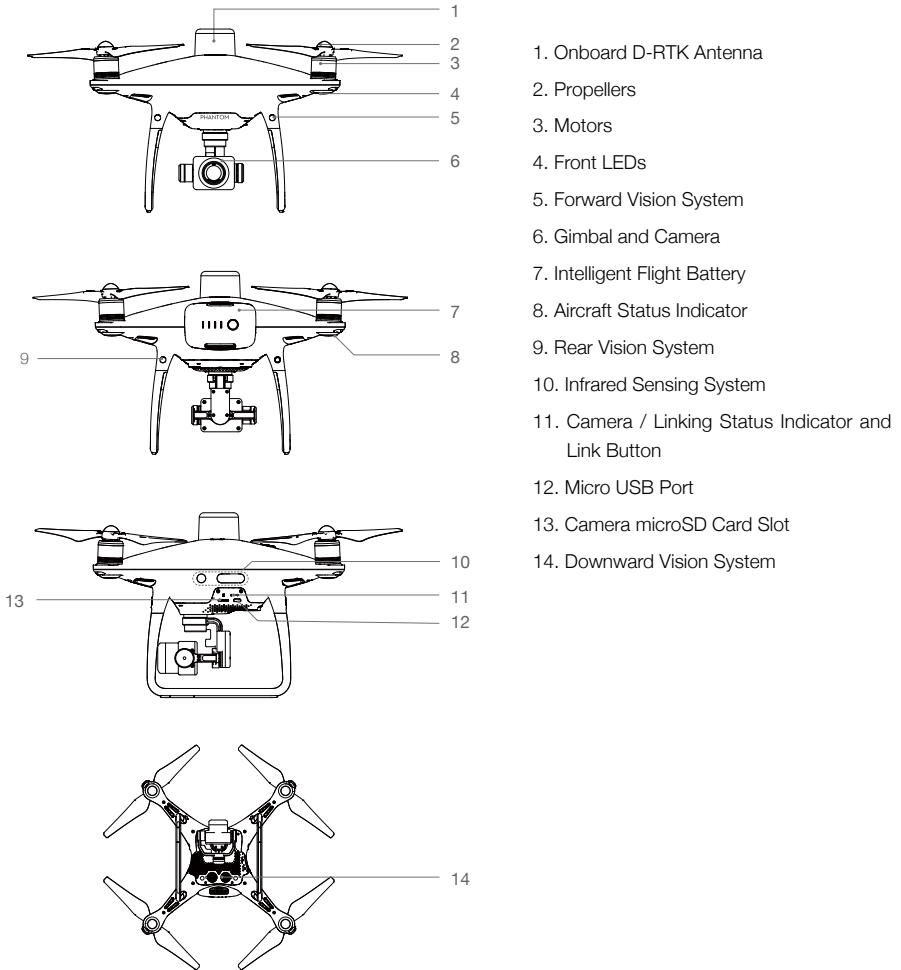 1
2
3
4
PHANTOM
5
6
7
8
9
10
11
13
12
14
1. Onboard D-RTK Antenna
2. Propellers
3. Motors
4. Front LEDs
5. Forward Vision System
6. Gimbal and Camera
7. Intelligent Flight Battery
8. Aircraft Status Indicator
9. Rear Vision System
10. Infrared Sensing System
11. Camera / Linking Status Indicator and
Link Button
12. Micro USB Port
13. Camera microSD Card Slot
14. Downward Vision System